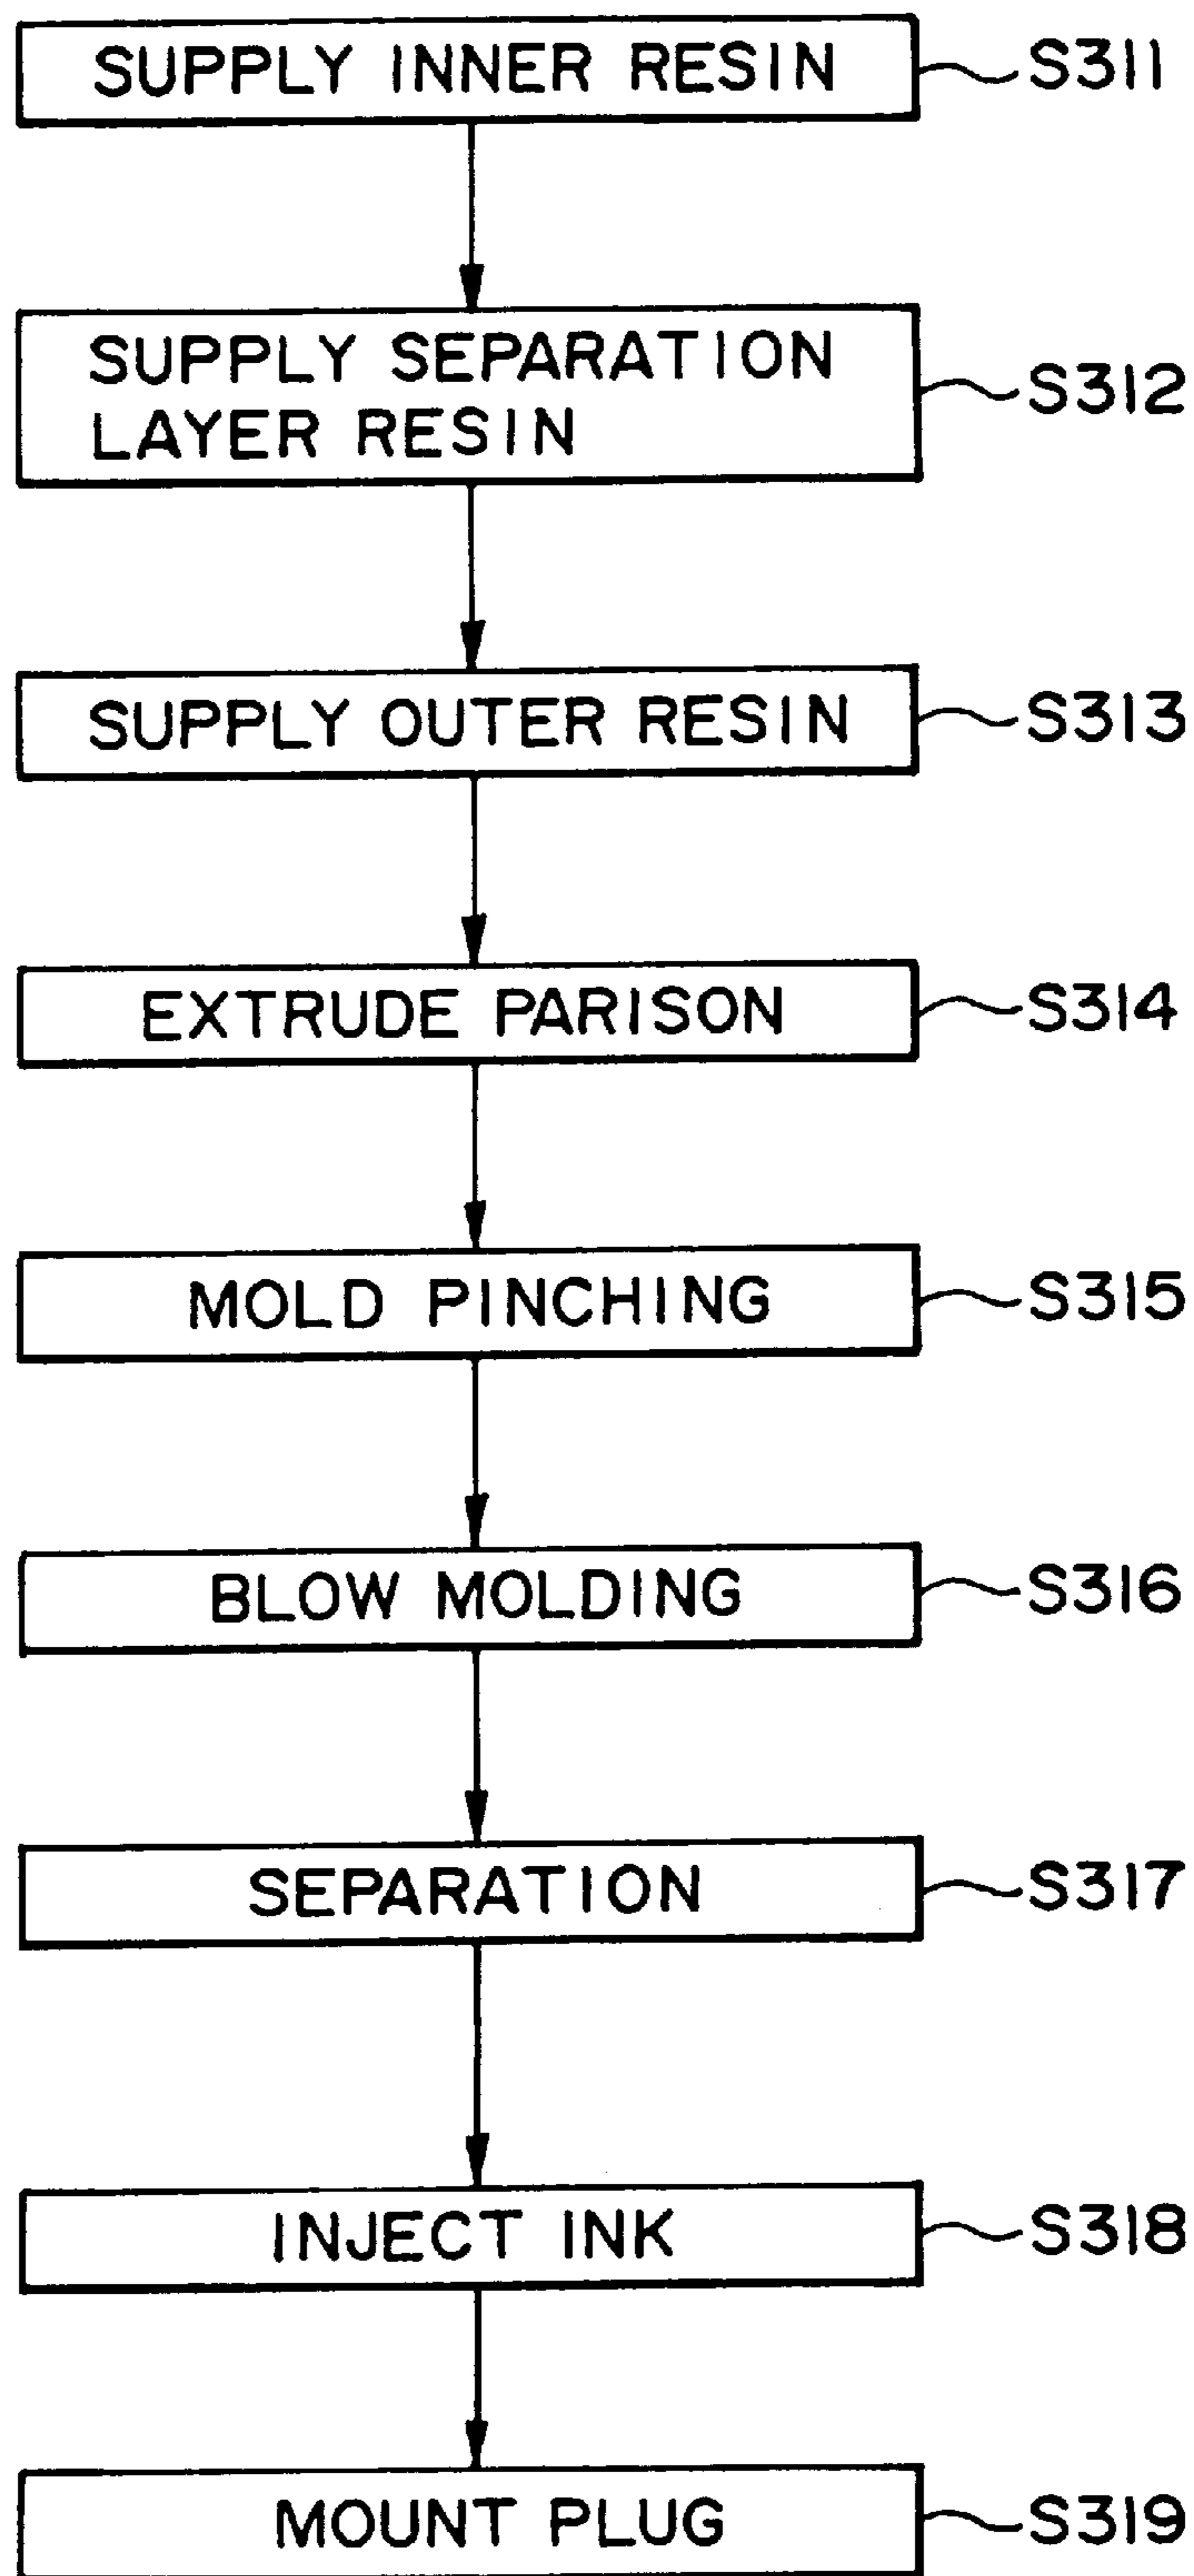 SUPPLY INNER RESIN S311
SUPPLY SEPARATION S312
LAYER RESIN
SUPPLY OUTER RESIN S313
EXTRUDE PARISON S314
MOLD PINCHING S315
BLOW MOLDING S316
SEPARATION S317
INJECT INK S318
MOUNT PLUG S319